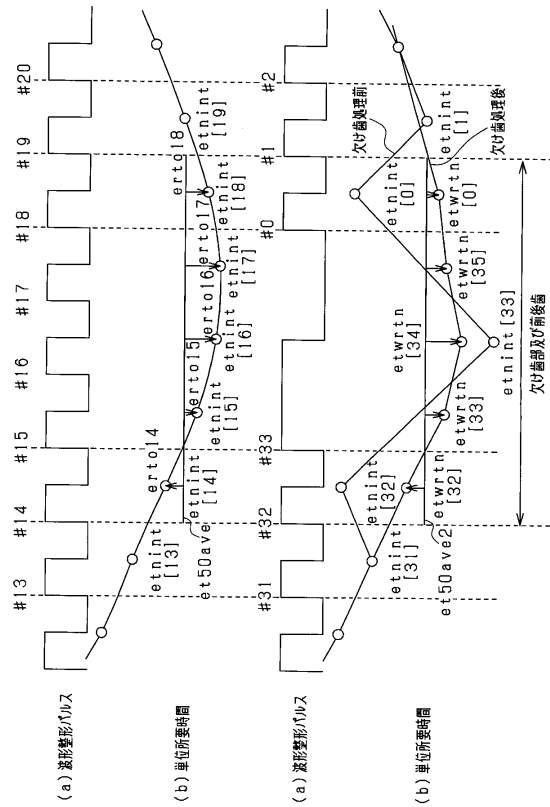 #13 #14 #15 #16 #17 #18 #19 #20
(a) 波形整形パルス
(b) 単位所要時間
etnint
[13]
erto14
etnint
[14]
et50ave
erto15
etnint
[15]
erto16
etnint
[16]
erto17
etnint
[17]
erto18
etnint
[18]
etnint
[19]
#31 #32 #33 #0 #1 #2
(a) 波形整形パルス
(b) 単位所要時間
etnint
[31]
etnint
[32]
etwrtn
[32]
et50ave2
etwrtn
[33]
etwrtn
[34]
etwrtn
[35]
etnint
[0]
etwrtn
[0]
etnint
[1]
欠け歯処理前
欠け歯処理後
etnint[33]
欠け歯部及び前後歯